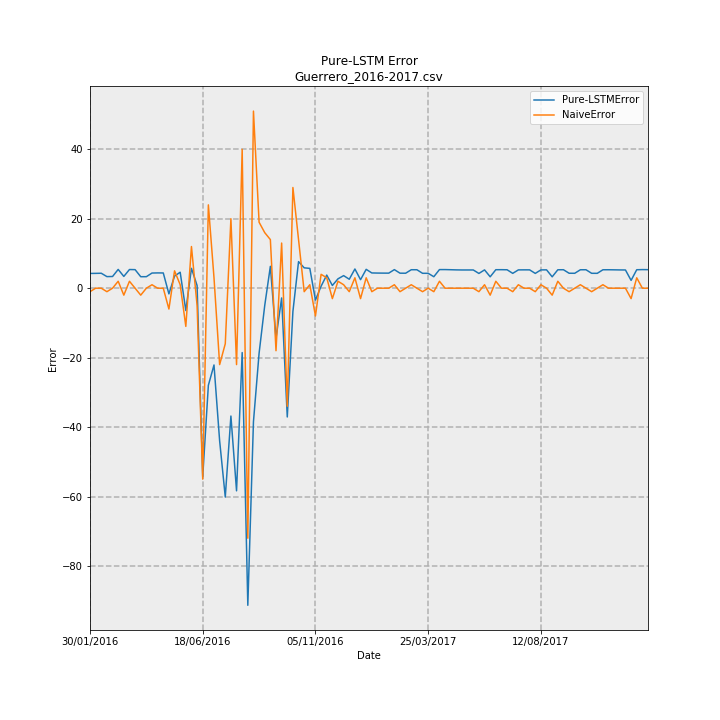 Pure-LSTM Error
Guerrero_2016-2017.csv
Pure-LSTMError
NaiveError
40
20
0
−20
−40
−60
−80
Error
30/01/2016
18/06/2016
05/11/2016
25/03/2017
12/08/2017
Date